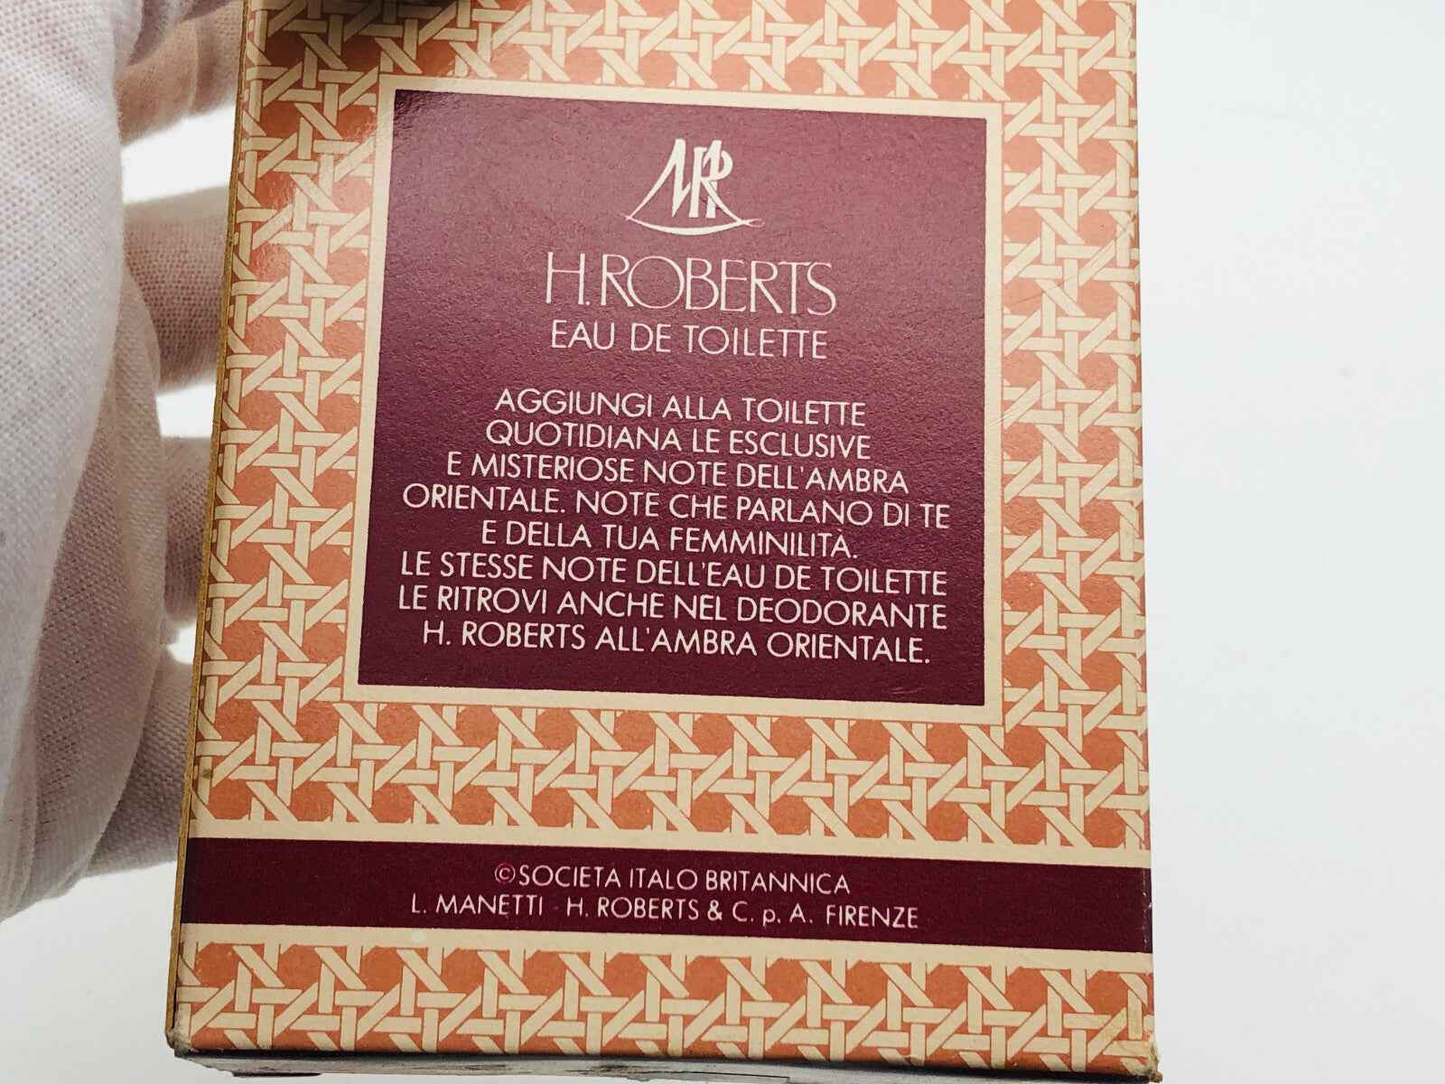 H. ROBERTS
EAU DE TOILETTE
AGGIUNGI ALLA TOILETTE
QUOTIDIANA LE ESCLUSIVE
E MISTERIOSE NOTE DELL'AMBRA
ORIENTALE. NOTE CHE PARLANO DI TE
E DELLA TUA FEMMINILITÀ.
LE STESSE NOTE DELL'EAU DE TOILETTE
LE RITROVI ANCHE NEL DEODORANTE
H. ROBERTS ALL'AMBRA ORIENTALE.
©SOCIETA ITALO BRITANNICA
L. MANETTI - H. ROBERTS & C. p. A. FIRENZE